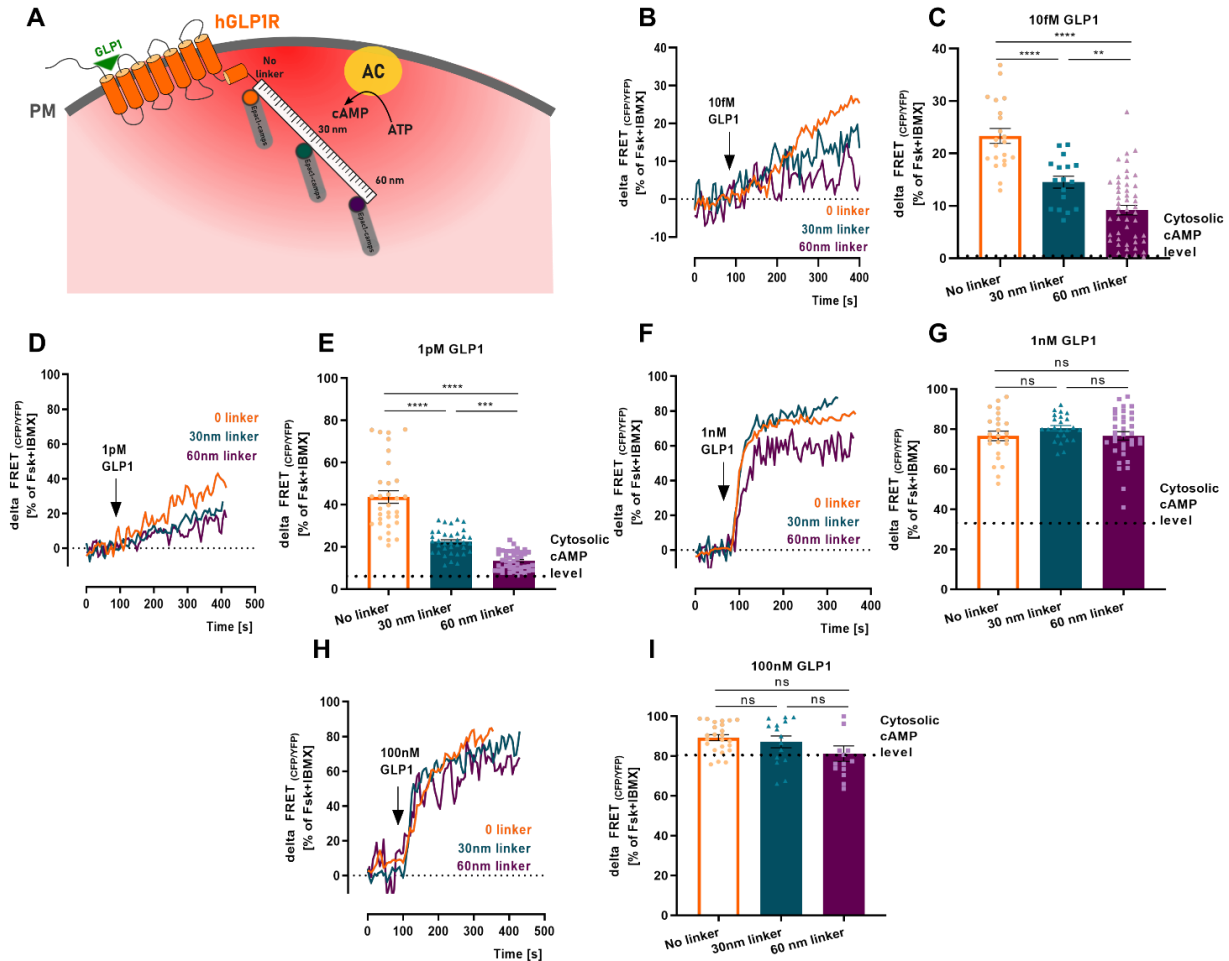 A
hGLP1R
GLP1
No
linker
AC
PM
cAMP
ATP
30 nm
60 nm
Epac1-camps
Epac1-camps
Epac1-camps
B
delta FRET (CFP/YFP)
[% of Fsk+IBMX]
40
30
20
10
0
-10
10fM
GLP1
0 linker
30nm linker
60nm linker
0 100 200 300 400
Time [s]
C
10fM GLP1
****
**** **
delta FRET (CFP/YFP)
[% of Fsk+IBMX]
40
30
20
10
0
Cytosolic
cAMP
level
No linker
30 nm linker
60 nm linker
D
delta FRET (CFP/YFP)
[% of Fsk+IBMX]
100
80
60
40
20
0
1pM
GLP1
0 linker
30nm linker
60nm linker
0 100 200 300 400 500
Time [s]
E
1pM GLP1
****
**** ***
delta FRET (CFP/YFP)
[% of Fsk+IBMX]
100
80
60
40
20
0
Cytosolic
cAMP
level
No linker
30 nm linker
60 nm linker
F
delta FRET (CFP/YFP)
[% of Fsk+IBMX]
100
80
60
40
20
0
1nM
GLP1
0 linker
30nm linker
60nm linker
0 100 200 300 400
Time [s]
G
1nM GLP1
ns
ns ns
delta FRET (CFP/YFP)
[% of Fsk+IBMX]
100
80
60
40
20
0
Cytosolic
cAMP
level
No linker
30 nm linker
60 nm linker
H
delta FRET (CFP/YFP)
[% of Fsk+IBMX]
100
80
60
40
20
0
100nM
GLP1
0 linker
30nm linker
60nm linker
0 100 200 300 400 500
Time [s]
I
100nM GLP1
ns
ns ns
delta FRET (CFP/YFP)
[% of Fsk+IBMX]
100
80
60
40
20
0
Cytosolic
cAMP
level
No linker
30nm linker
60 nm linker